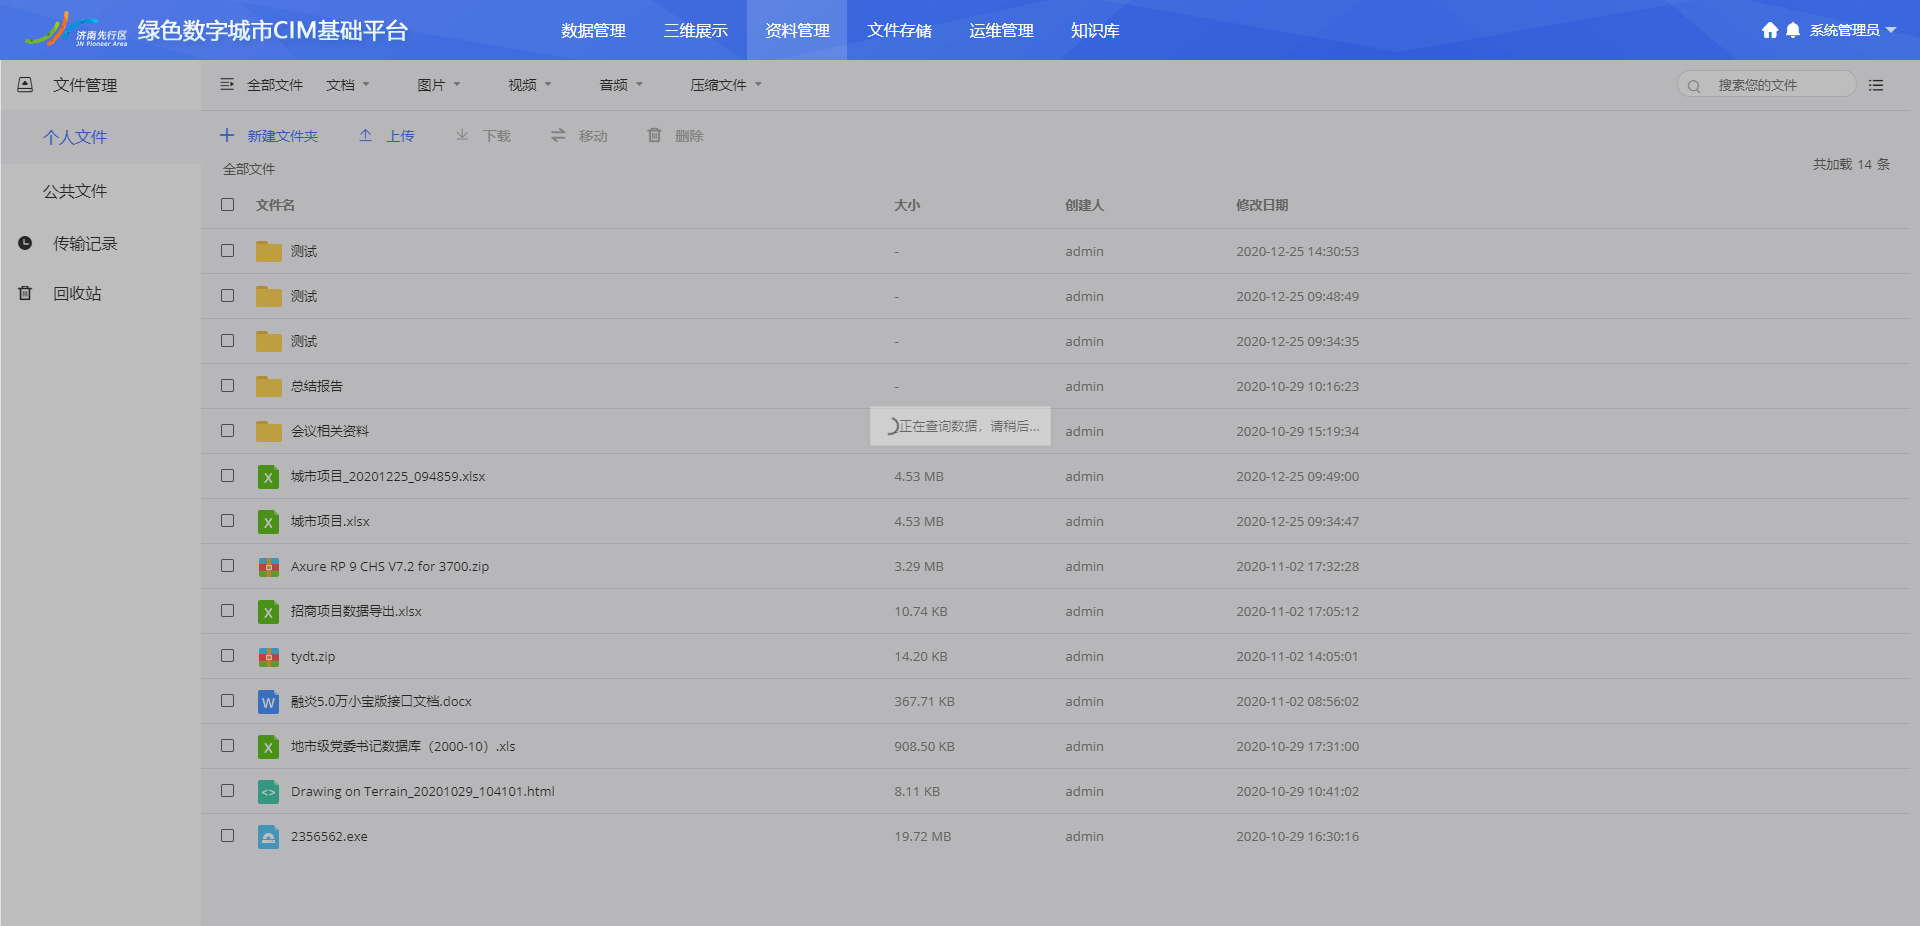 济南先行区
JN Pioneer Area
绿色数字城市CIM基础平台
数据管理 三维展示 资料管理 文件存储 运维管理 知识库
系统管理员
文件管理
个人文件
公共文件
传输记录
回收站
全部文件 文档 图片 视频 音频 压缩文件
搜索您的文件
新建文件夹 上传 下载 移动 删除
全部文件
共加载 14 条
文件名 大小 创建人 修改日期
测试 - admin 2020-12-25 14:30:53
测试 - admin 2020-12-25 09:48:49
测试 - admin 2020-12-25 09:34:35
总结报告 - admin 2020-10-29 10:16:23
会议相关资料 admin 2020-10-29 15:19:34
正在查询数据，请稍后...
城市项目_20201225_094859.xlsx 4.53 MB admin 2020-12-25 09:49:00
城市项目.xlsx 4.53 MB admin 2020-12-25 09:34:47
Axure RP 9 CHS V7.2 for 3700.zip 3.29 MB admin 2020-11-02 17:32:28
招商项目数据导出.xlsx 10.74 KB admin 2020-11-02 17:05:12
tydt.zip 14.20 KB admin 2020-11-02 14:05:01
融炎5.0万小宝版接口文档.docx 367.71 KB admin 2020-11-02 08:56:02
地市级党委书记数据库（2000-10）.xls 908.50 KB admin 2020-10-29 17:31:00
Drawing on Terrain_20201029_104101.html 8.11 KB admin 2020-10-29 10:41:02
2356562.exe 19.72 MB admin 2020-10-29 16:30:16